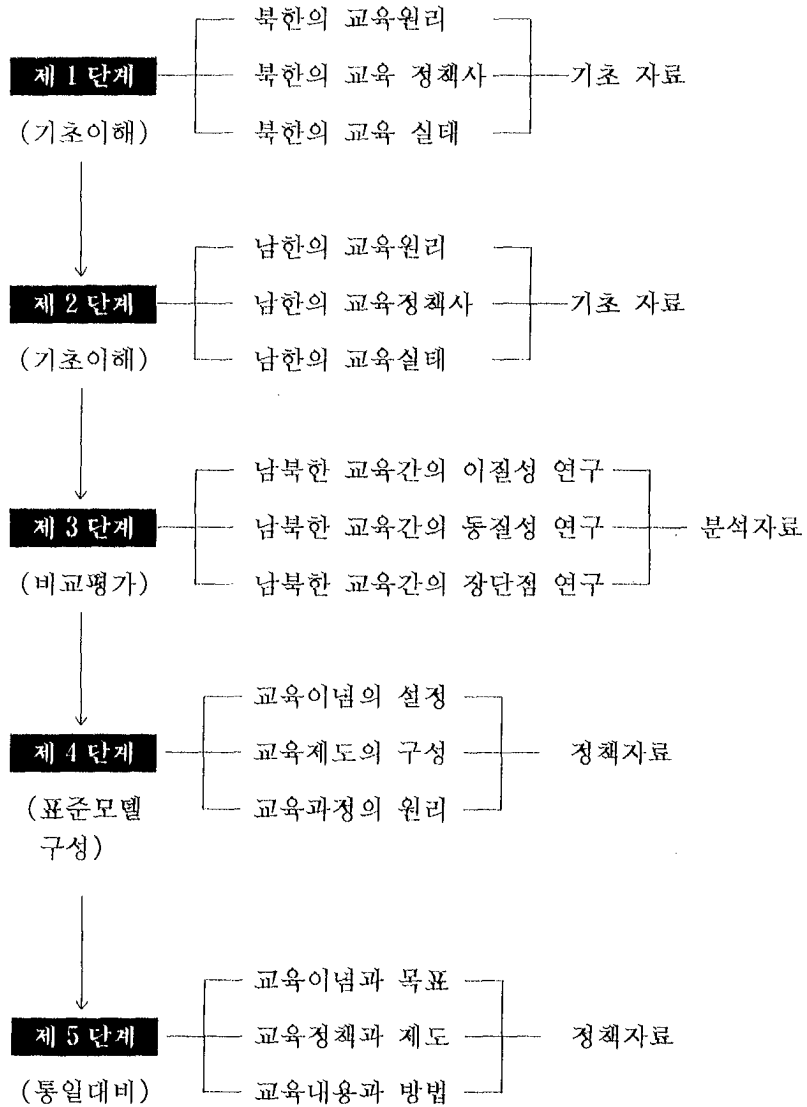 북한의 교육원리
제 1 단계 북한의 교육 정책사 기초 자료
(기초이해) 북한의 교육 실태
남한의 교육원리
제 2 단계 남한의 교육정책사 기초 자료
(기초이해) 남한의 교육실태
남북한 교육간의 이질성 연구
제 3 단계 남북한 교육간의 동질성 연구 분석자료
(비교평가) 남북한 교육간의 장단점 연구
교육이념의 설정
제 4 단계 교육제도의 구성 정책자료
(표준모델 교육과정의 원리
구성)
교육이념과 목표
제 5 단계 교육정책과 제도 정책자료
(통일대비) 교육내용과 방법